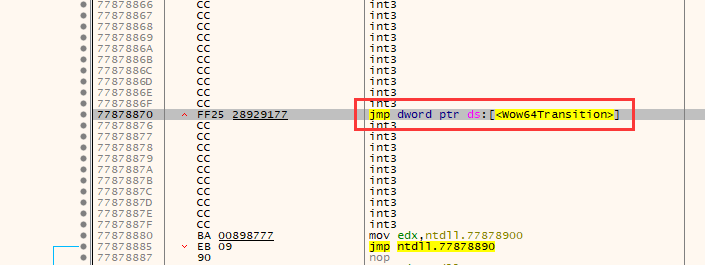 77878866 CC int3
77878867 CC int3
77878868 CC int3
77878869 CC int3
7787886A CC int3
7787886B CC int3
7787886C CC int3
7787886D CC int3
7787886E CC int3
7787886F CC int3
77878870 FF25 28929177 jmp dword ptr ds:[<Wow64Transition>]
77878876 CC int3
77878877 CC int3
77878878 CC int3
77878879 CC int3
7787887A CC int3
7787887B CC int3
7787887C CC int3
7787887D CC int3
7787887E CC int3
7787887F CC int3
77878880 BA 00898777 mov edx,ntdll.77878900
77878885 EB 09 jmp ntdll.77878890
77878887 90 nop